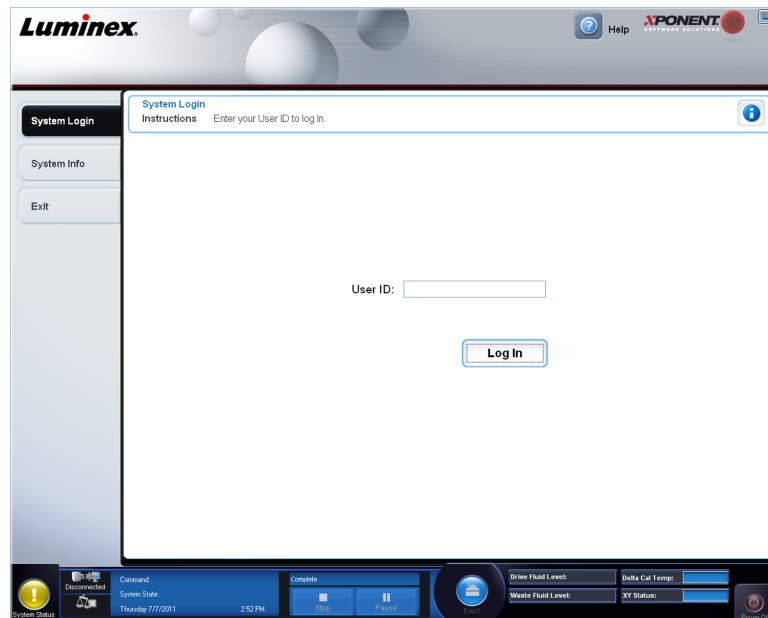 Luminex.
Help
XPONENT.
SOFTWARE SOLUTIONS
System Login
System Info
Exit
System Login
Instructions Enter your User ID to log In.
User ID:
Log In
System Status
Disconnected
Command:
System State:
Thursday 7/7/2011 2:52 PM
Complete
Stop
Pause
Eject
Drive Fluid Level:
Waste Fluid Level:
Delta Cal Temp:
XY Status: